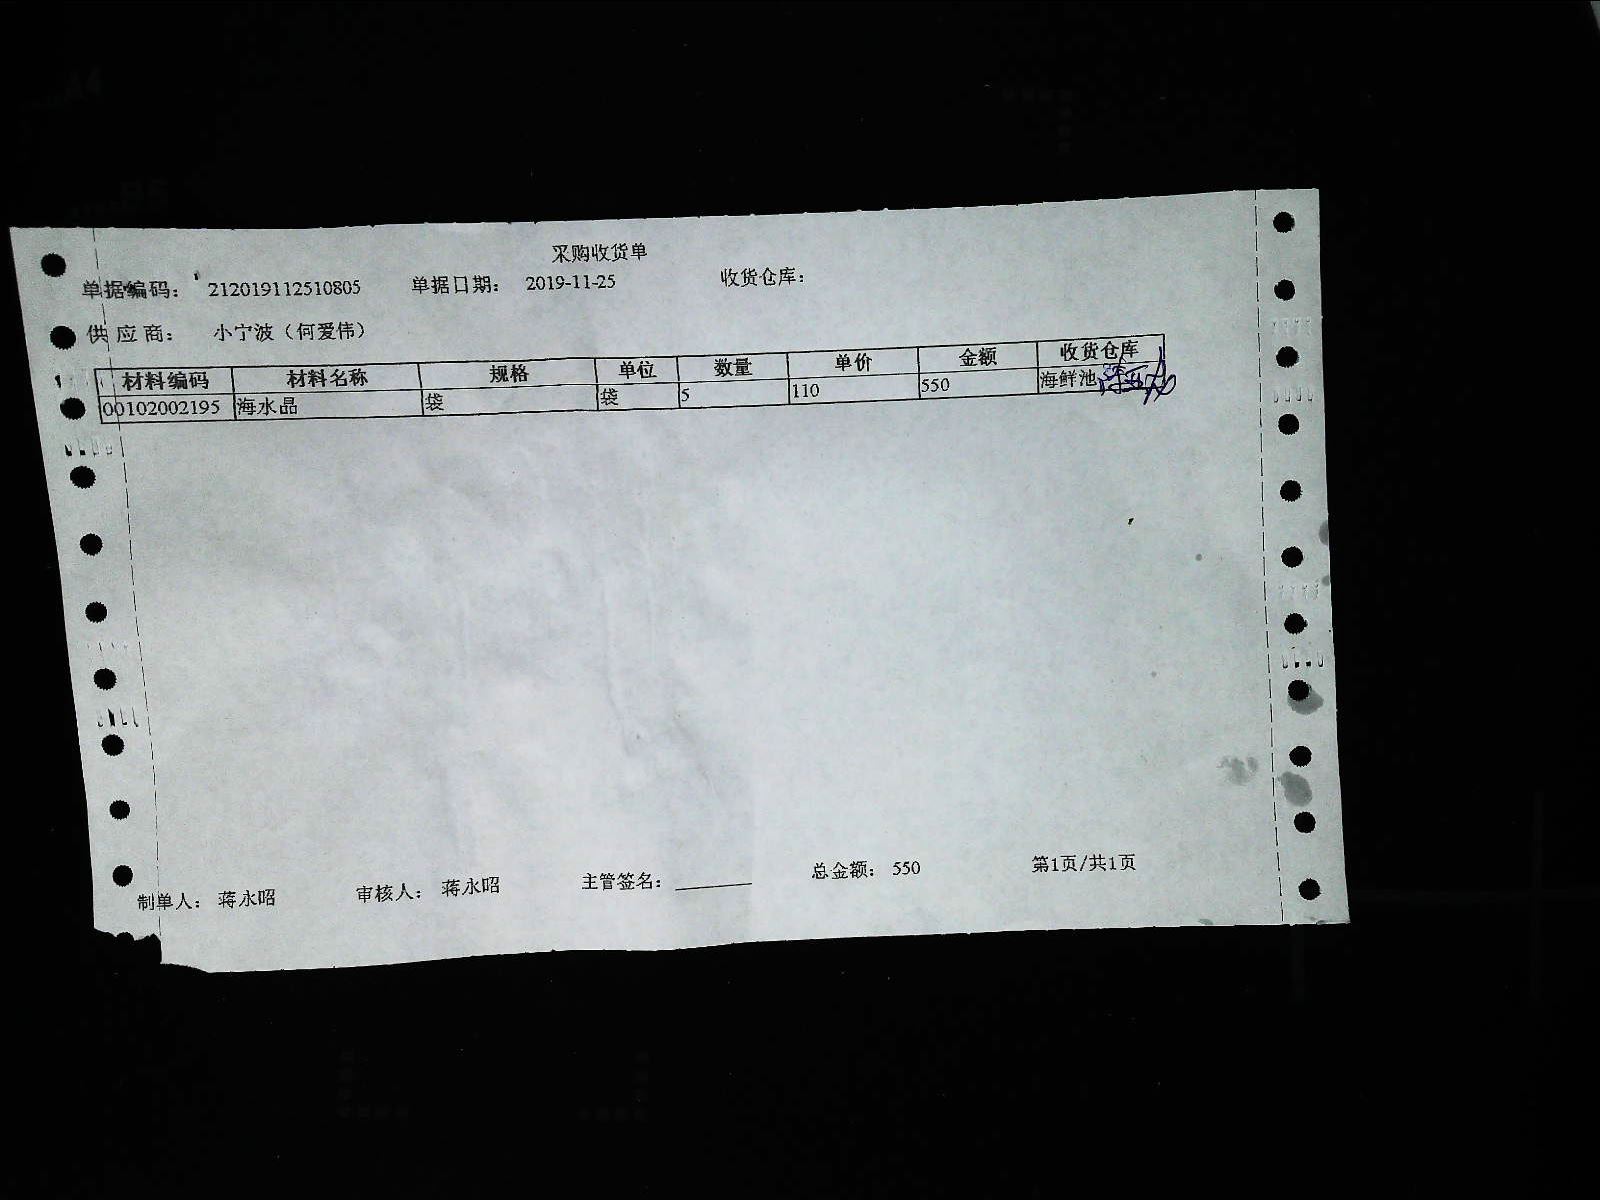 采购收货单
单据编码： 212019112510805 单据日期： 2019-11-25 收货仓库：
供 应 商： 小宁波（何爱伟）
材料编码 材料名称 规格 单位 数量 单价 金额 收货仓库
00102002195 海水晶 袋 袋 5 110 550 海鲜池
制单人： 蒋永昭 审核人： 蒋永昭 主管签名： 总金额： 550 第1页/共1页